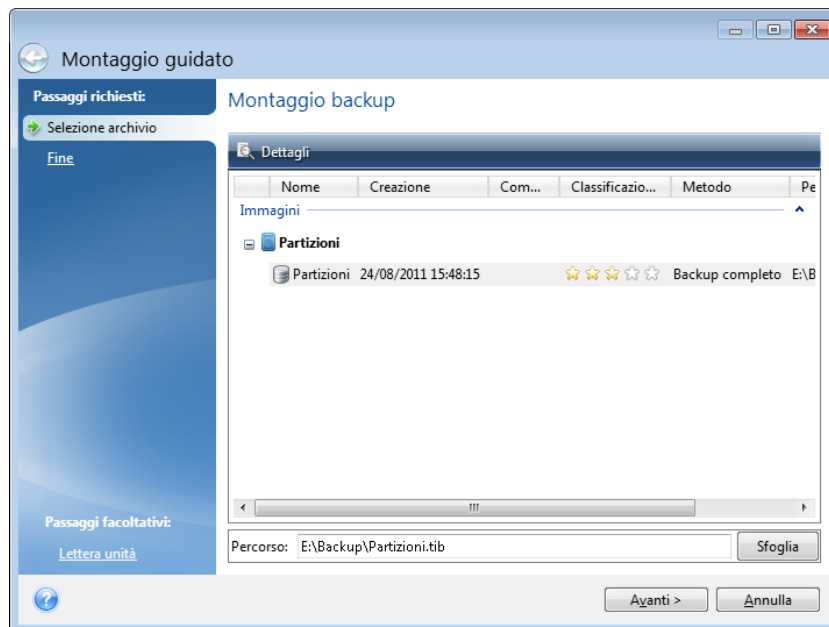 Montaggio guidato
Passaggi richiesti:
Selezione archivio
Fine
Passaggi facoltativi:
Lettera unità
Montaggio backup
Dettagli
Nome Creazione Com... Classificazio... Metodo Pe
Immagini
Partizioni
Partizioni 24/08/2011 15:48:15 Backup completo E:\B
Percorso: E:\Backup\Partizioni.tib Sfoglia
Avanti > Annulla